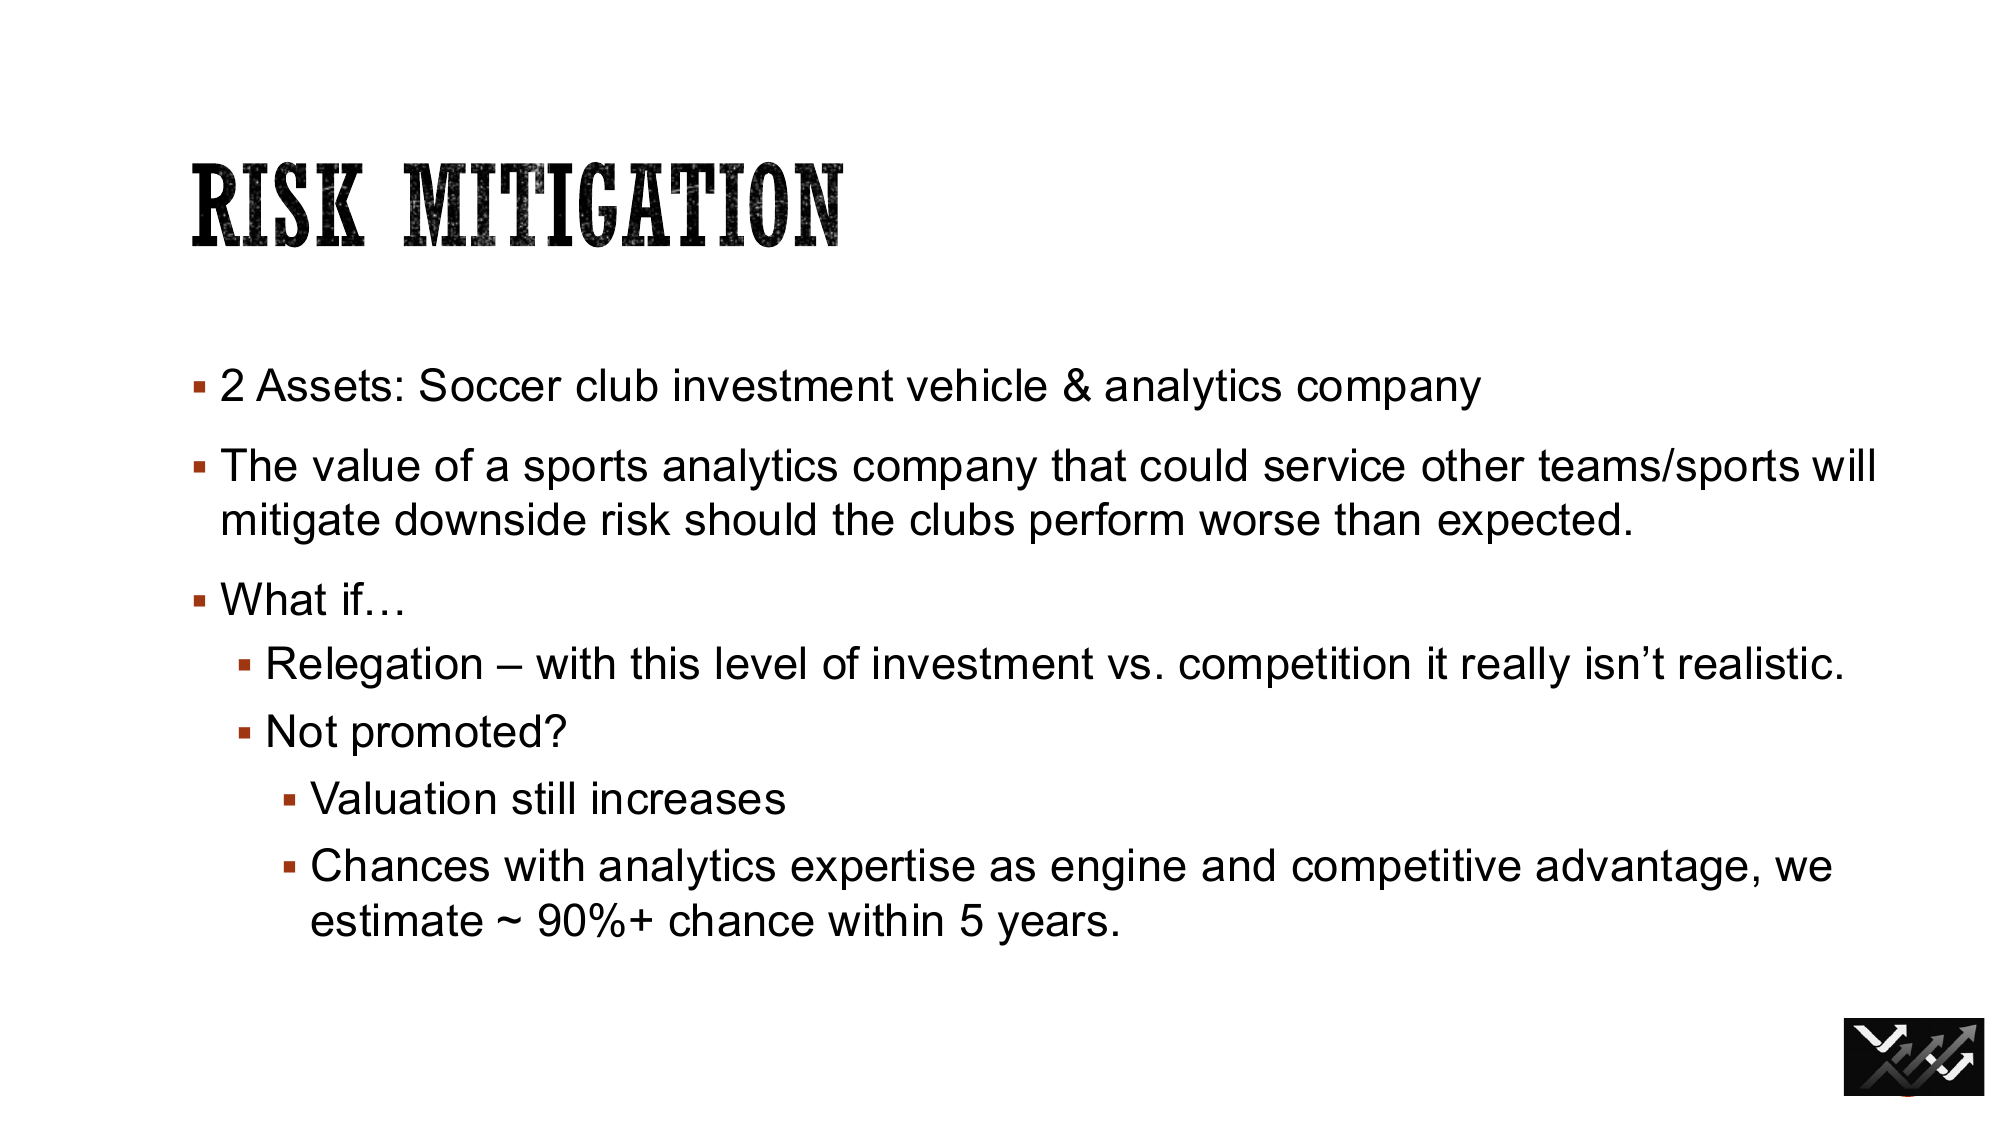 RISK MITIGATION
▪ 2 Assets: Soccer club investment vehicle & analytics company
▪ The value of a sports analytics company that could service other teams/sports will
mitigate downside risk should the clubs perform worse than expected.
▪ What if…
▪ Relegation – with this level of investment vs. competition it really isn’t realistic.
▪ Not promoted?
▪ Valuation still increases
▪ Chances with analytics expertise as engine and competitive advantage, we
estimate ~ 90%+ chance within 5 years.